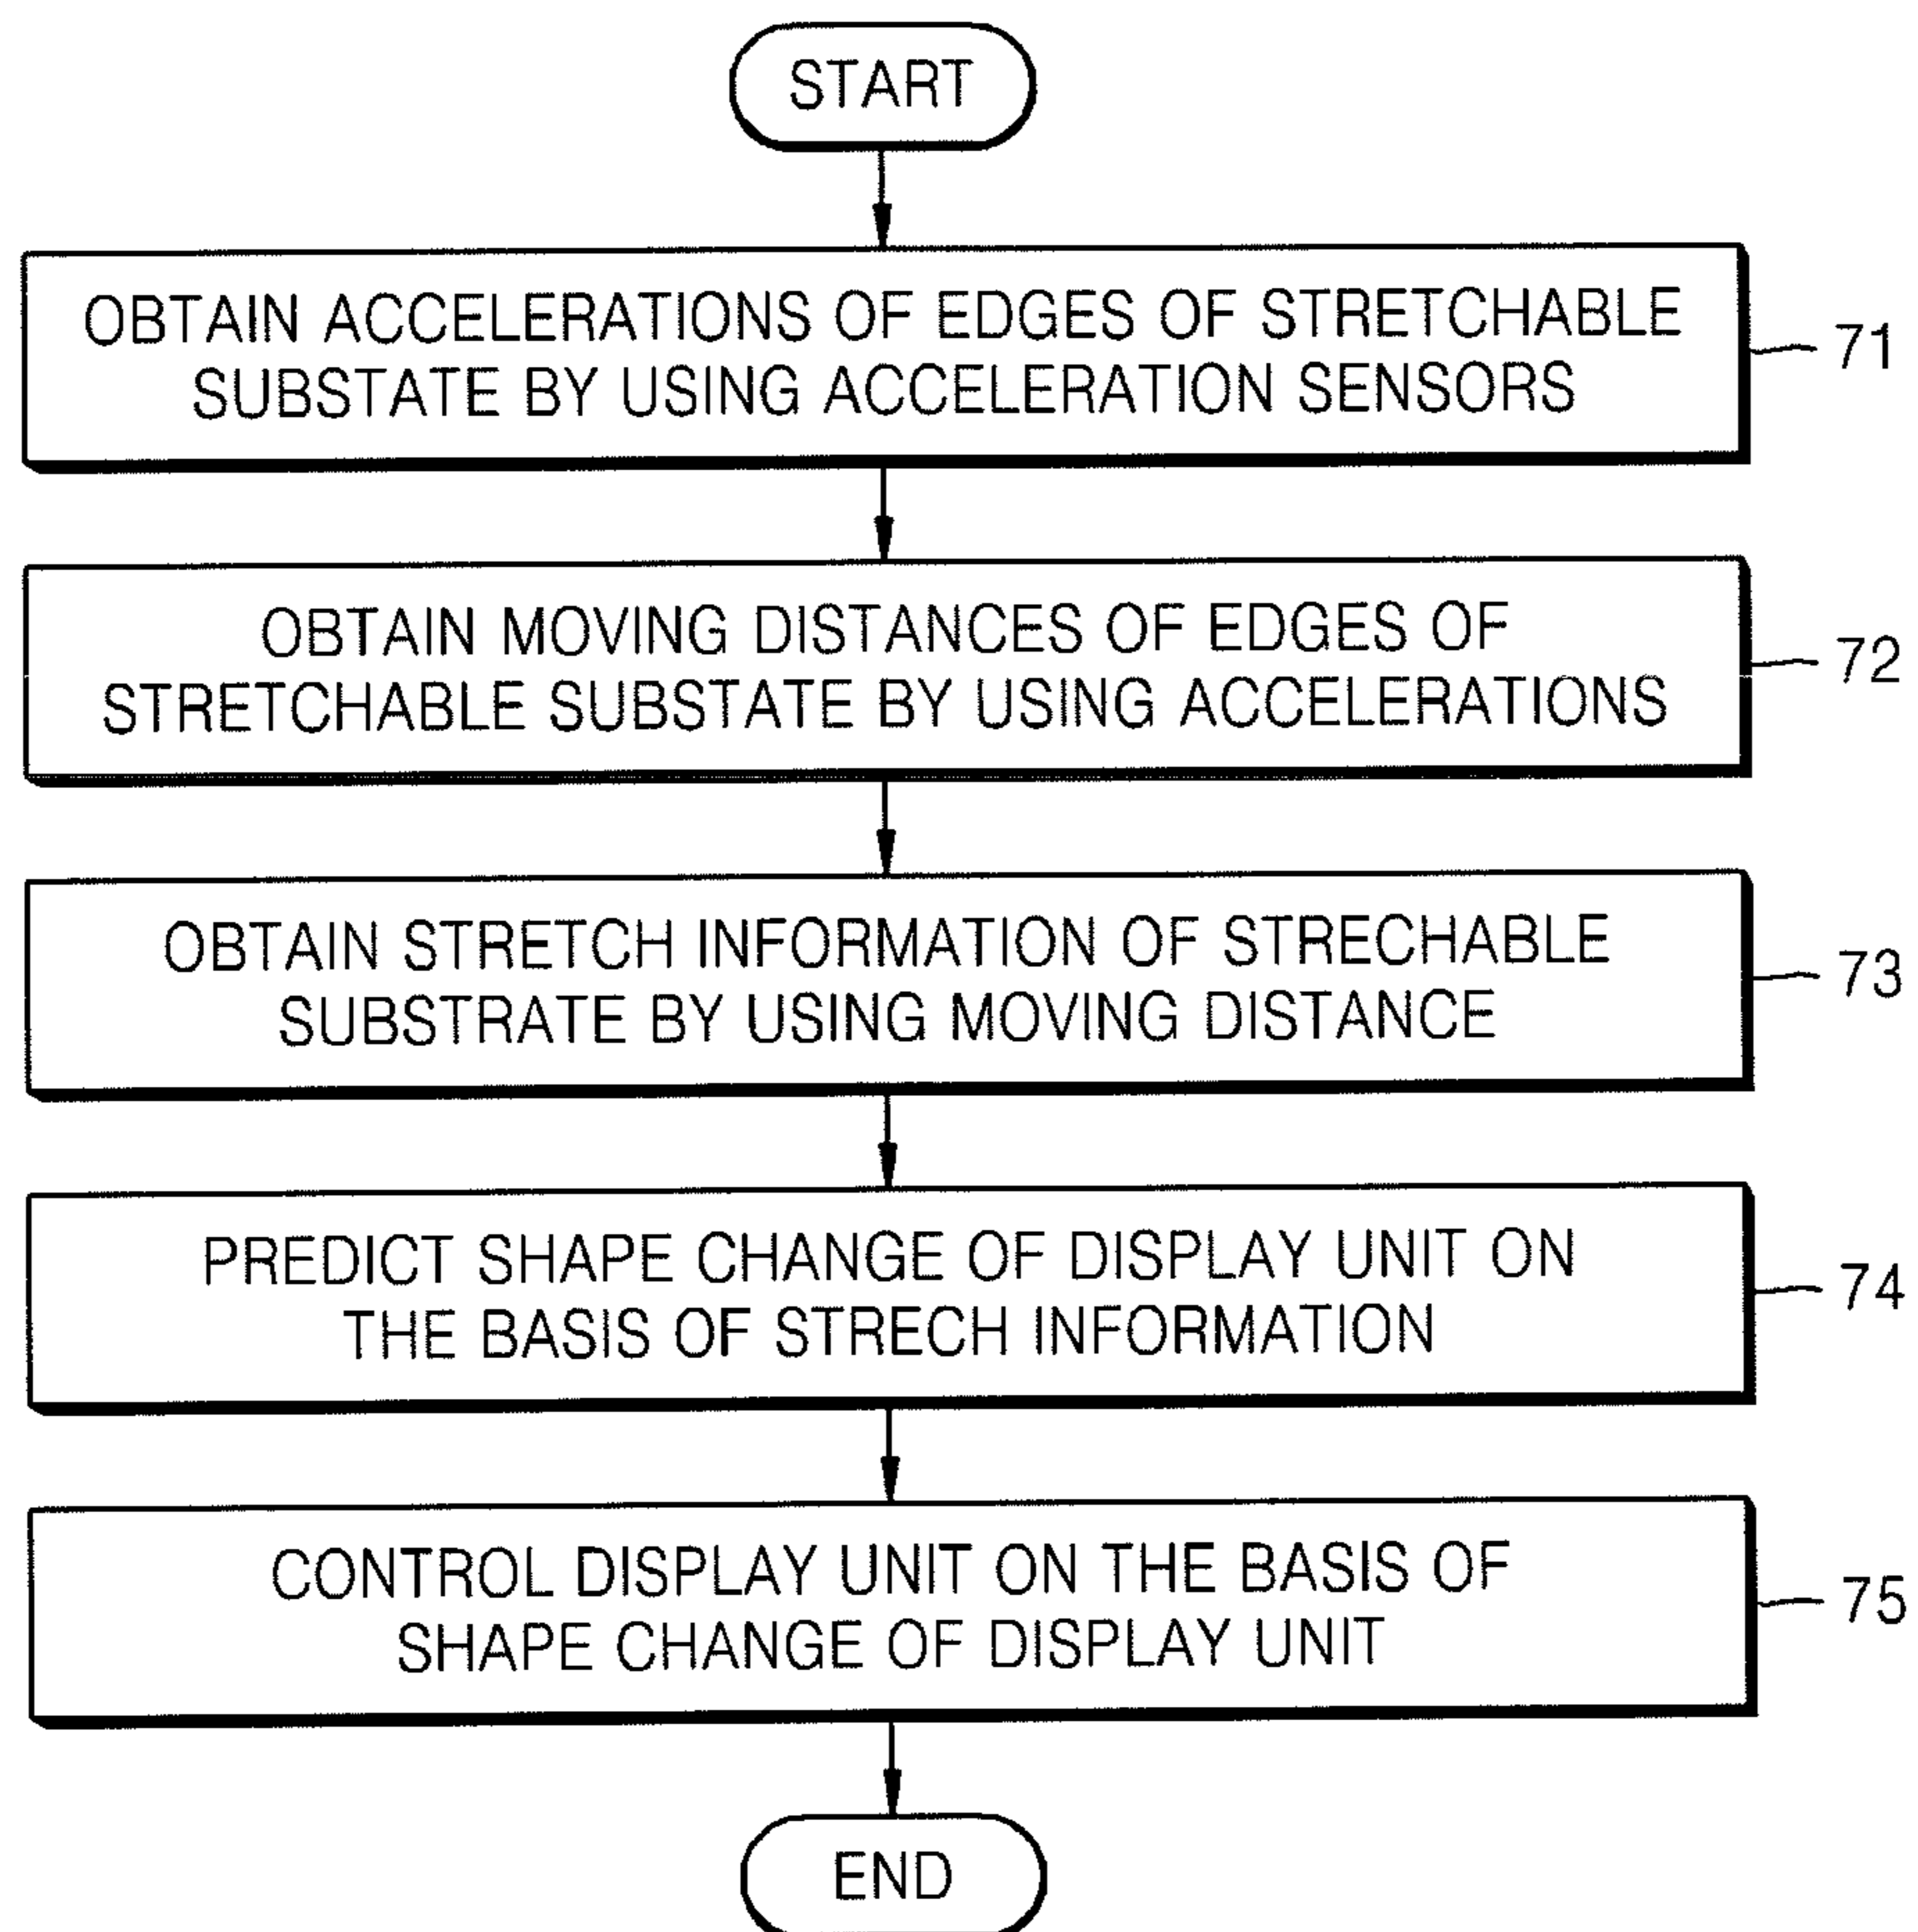 START
OBTAIN ACCELERATIONS OF EDGES OF STRETCHABLE
SUBSTATE BY USING ACCELERATION SENSORS
71
OBTAIN MOVING DISTANCES OF EDGES OF
STRETCHABLE SUBSTATE BY USING ACCELERATIONS
72
OBTAIN STRETCH INFORMATION OF STRECHABLE
SUBSTRATE BY USING MOVING DISTANCE
73
PREDICT SHAPE CHANGE OF DISPLAY UNIT ON
THE BASIS OF STRECH INFORMATION
74
CONTROL DISPLAY UNIT ON THE BASIS OF
SHAPE CHANGE OF DISPLAY UNIT
75
END